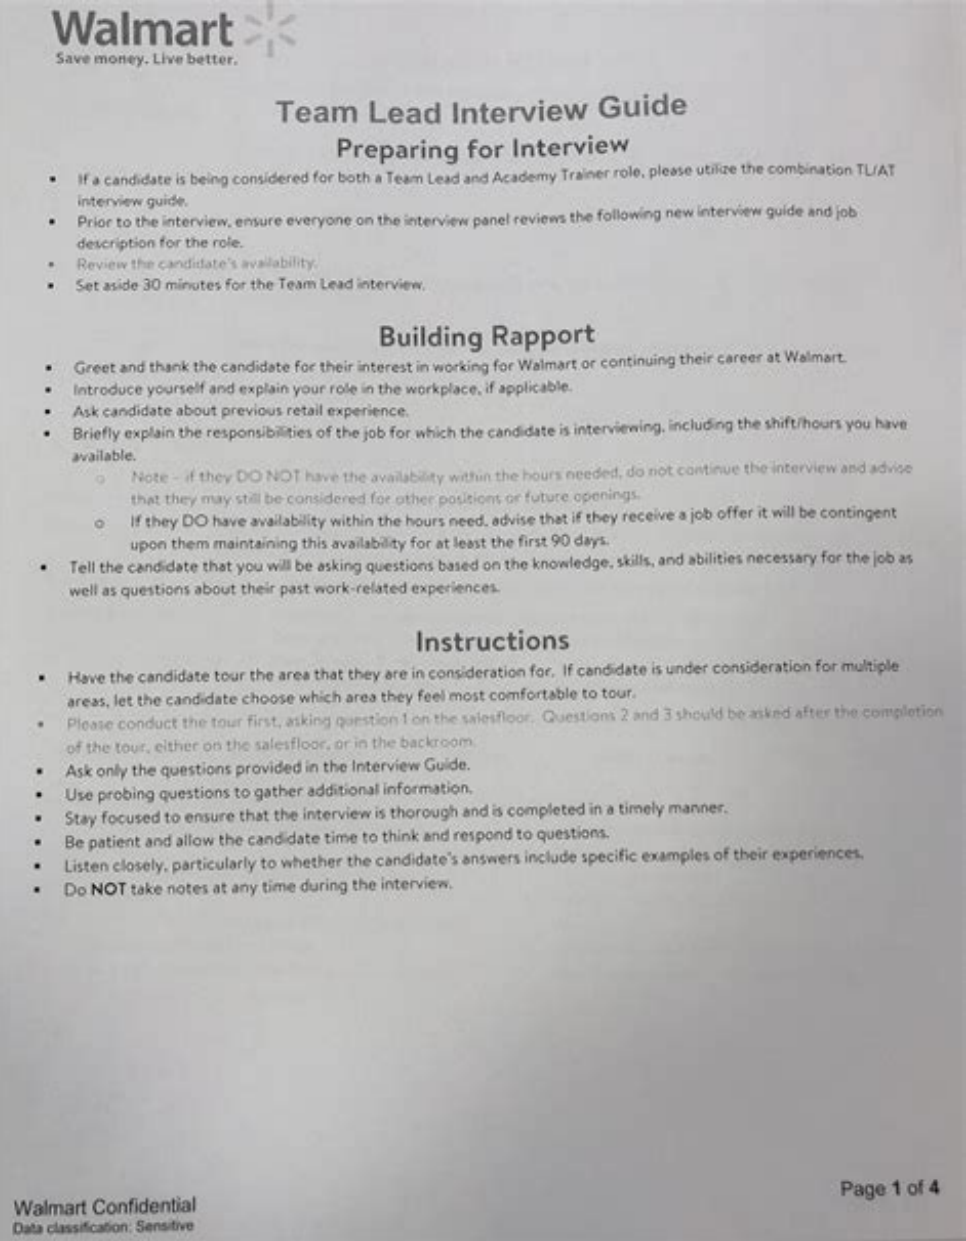 Walmart
Save money. Live better.
Team Lead Interview Guide
Preparing for Interview
▪ If a candidate is being considered for both a Team Lead and Academy Trainer role, please utilize the combination TL/AT
interview guide.
▪ Prior to the interview, ensure everyone on the interview panel reviews the following new interview guide and job
description for the role.
▪ Review the candidate's availability.
▪ Set aside 30 minutes for the Team Lead interview.
Building Rapport
▪ Greet and thank the candidate for their interest in working for Walmart or continuing their career at Walmart.
▪ Introduce yourself and explain your role in the workplace, if applicable.
▪ Ask candidate about previous retail experience.
▪ Briefly explain the responsibilities of the job for which the candidate is interviewing, including the shift/hours you have
available.
o Note – if they DO NOT have the availability within the hours needed, do not continue the interview and advise
that they may still be considered for other positions or future openings.
o If they DO have availability within the hours need, advise that if they receive a job offer it will be contingent
upon them maintaining this availability for at least the first 90 days.
▪ Tell the candidate that you will be asking questions based on the knowledge, skills, and abilities necessary for the job as
well as questions about their past work-related experiences.
Instructions
▪ Have the candidate tour the area that they are in consideration for. If candidate is under consideration for multiple
areas, let the candidate choose which area they feel most comfortable to tour.
▪ Please conduct the tour first, asking question 1 on the salesfloor. Questions 2 and 3 should be asked after the completion
of the tour, either on the salesfloor, or in the backroom.
▪ Ask only the questions provided in the Interview Guide.
▪ Use probing questions to gather additional information.
▪ Stay focused to ensure that the interview is thorough and is completed in a timely manner.
▪ Be patient and allow the candidate time to think and respond to questions.
▪ Listen closely, particularly to whether the candidate's answers include specific examples of their experiences.
▪ Do NOT take notes at any time during the interview.
Page 1 of 4
Walmart Confidential
Data classification: Sensitive